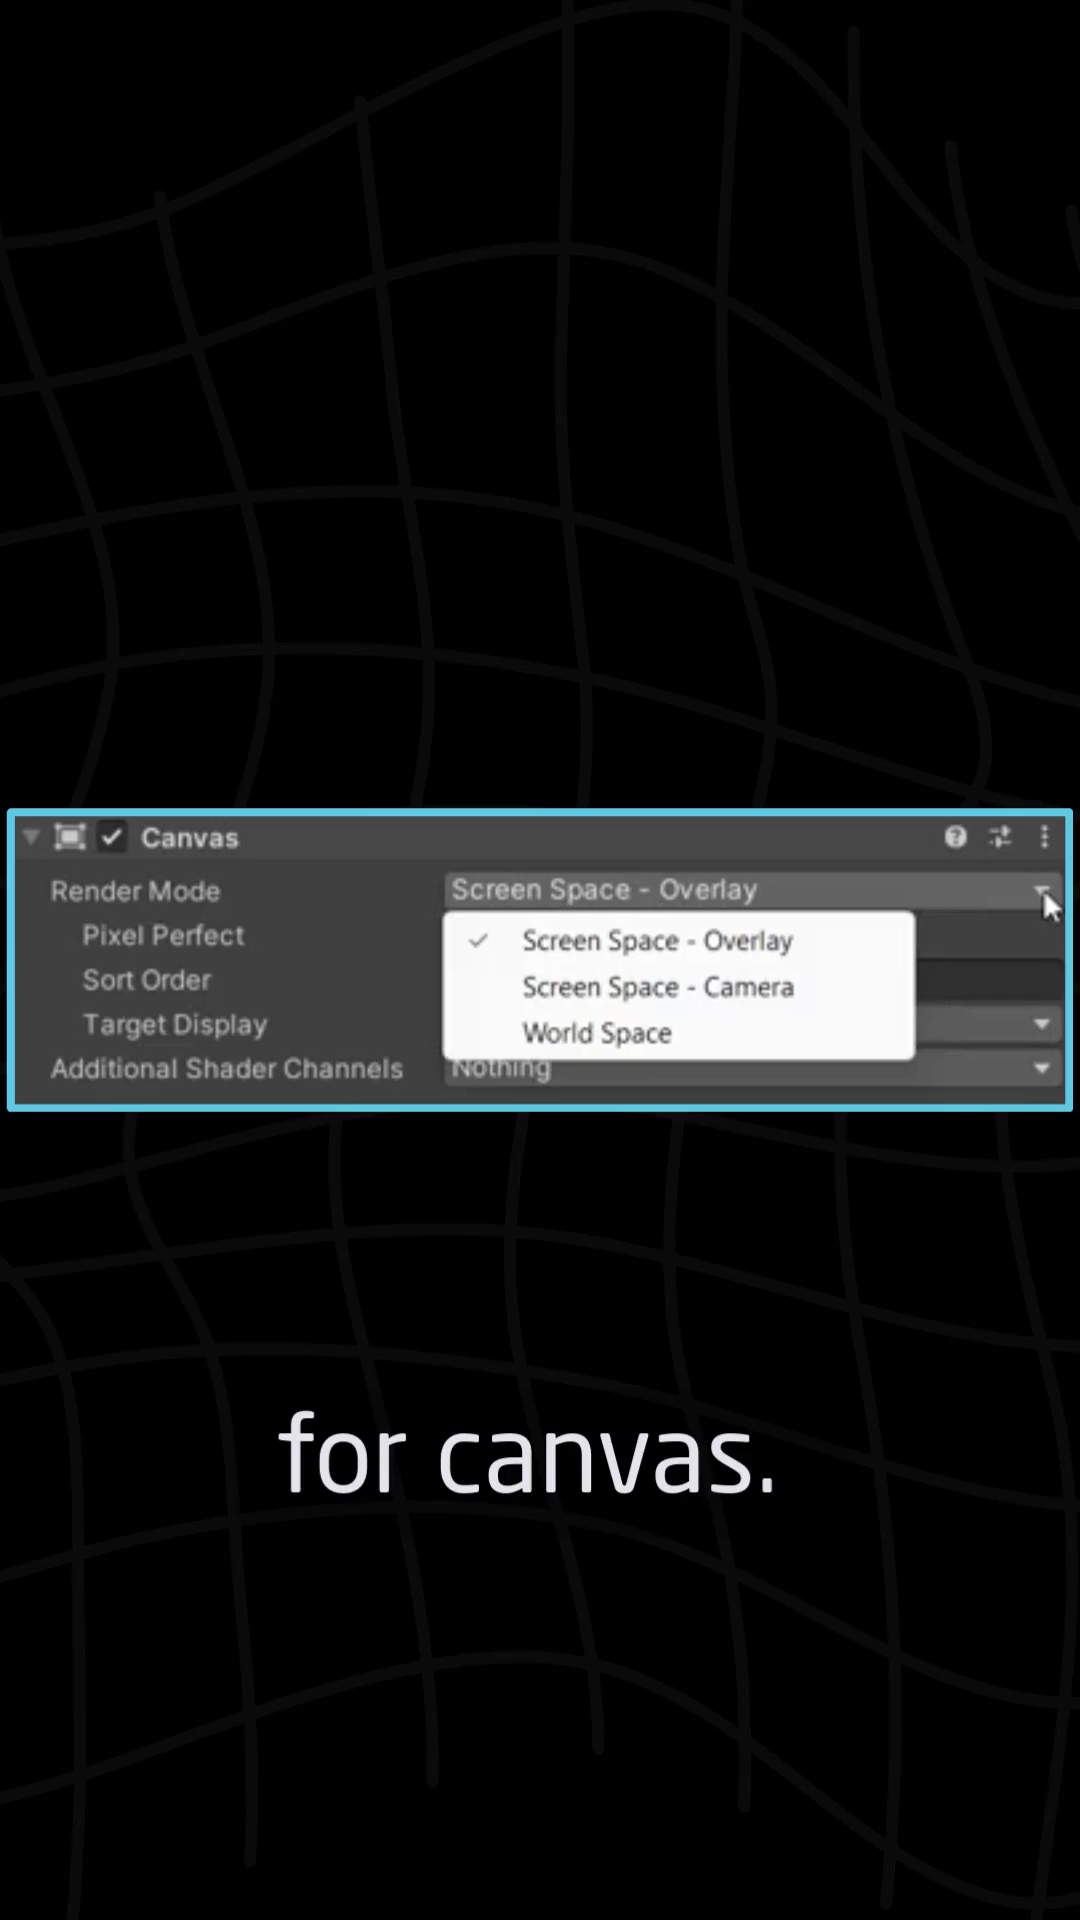 Canvas
Render Mode
Screen Space - Overlay
Pixel Perfect
Screen Space - Overlay
Sort Order
Screen Space - Camera
Target Display
World Space
Additional Shader Channels
Nothing
for canvas.